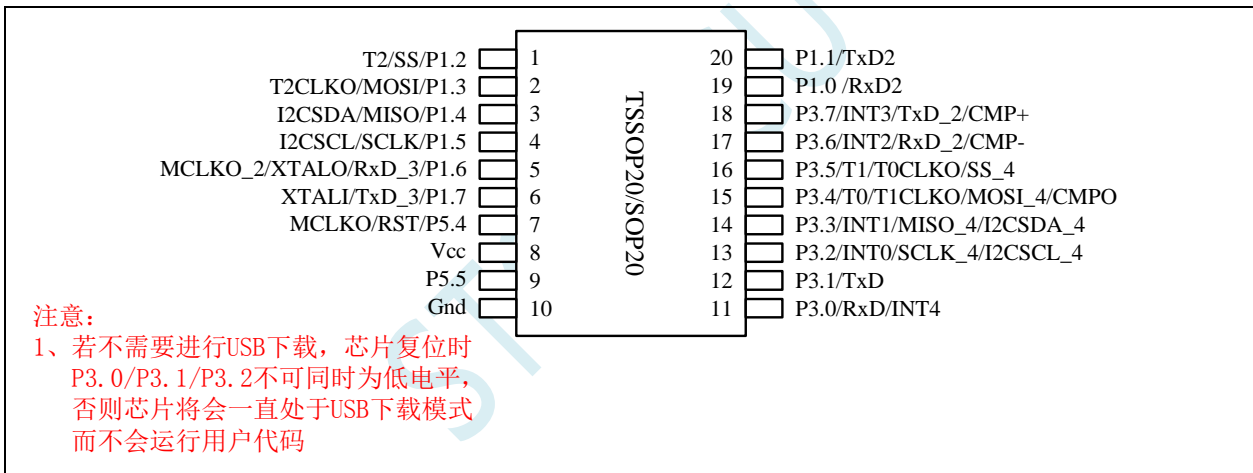 T2/SS/P1.2 1
T2CLKO/MOSI/P1.3 2
I2CSDA/MISO/P1.4 3
I2CSCL/SCLK/P1.5 4
MCLKO_2/XTALO/RxD_3/P1.6 5
XTALI/TxD_3/P1.7 6
MCLKO/RST/P5.4 7
Vcc 8
P5.5 9
Gnd 10
TSSOP20/SOP20
20 P1.1/TxD2
19 P1.0 /RxD2
18 P3.7/INT3/TxD_2/CMP+
17 P3.6/INT2/RxD_2/CMP-
16 P3.5/T1/T0CLKO/SS_4
15 P3.4/T0/T1CLKO/MOSI_4/CMPO
14 P3.3/INT1/MISO_4/I2CSDA_4
13 P3.2/INT0/SCLK_4/I2CSCL_4
12 P3.1/TxD
11 P3.0/RxD/INT4
注意：
1、若不需要进行USB下载，芯片复位时
P3.0/P3.1/P3.2不可同时为低电平，
否则芯片将会一直处于USB下载模式
而不会运行用户代码